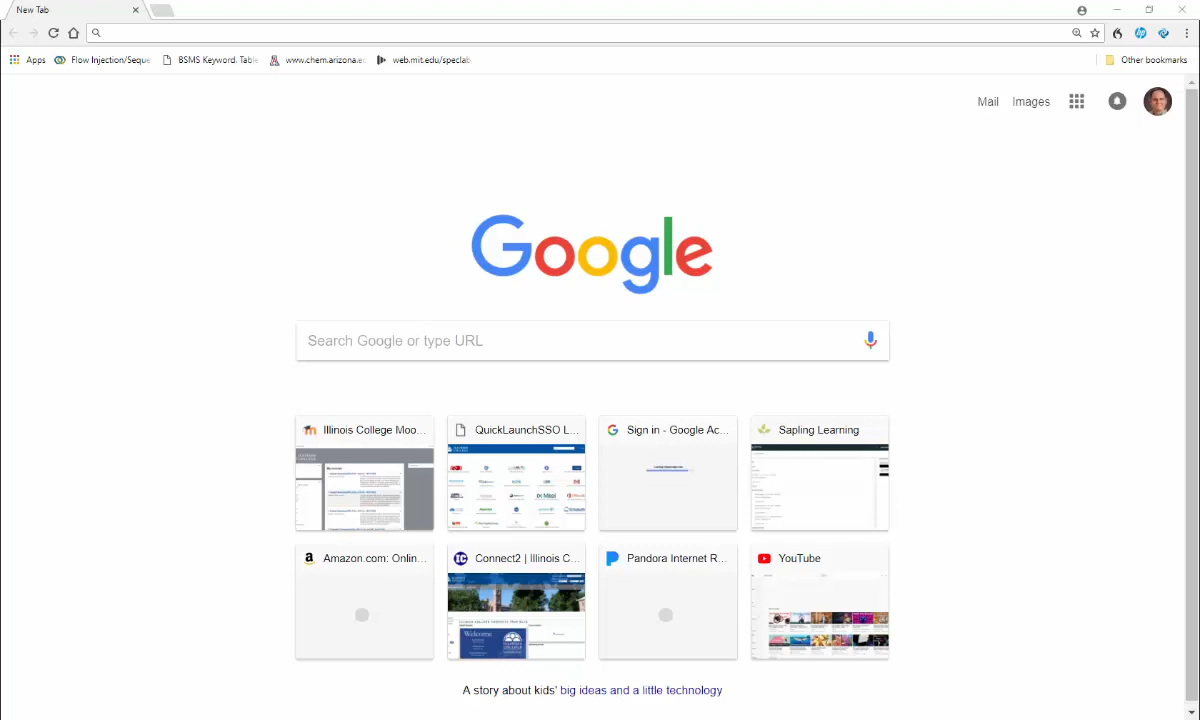 New Tab
Apps Flow Injection/Seque BSMS Keyword. Table www.chem.arizona.ec web.mit.edu/speclab Other bookmarks
Mail Images
Google
Search Google or type URL
Illinois College Moo... QuickLaunchSSO L... Sign in - Google Ac... Sapling Learning
Amazon.com: Onlin... Connect2 | Illinois C... Pandora Internet R... YouTube
Welcome
A story about kids' big ideas and a little technology